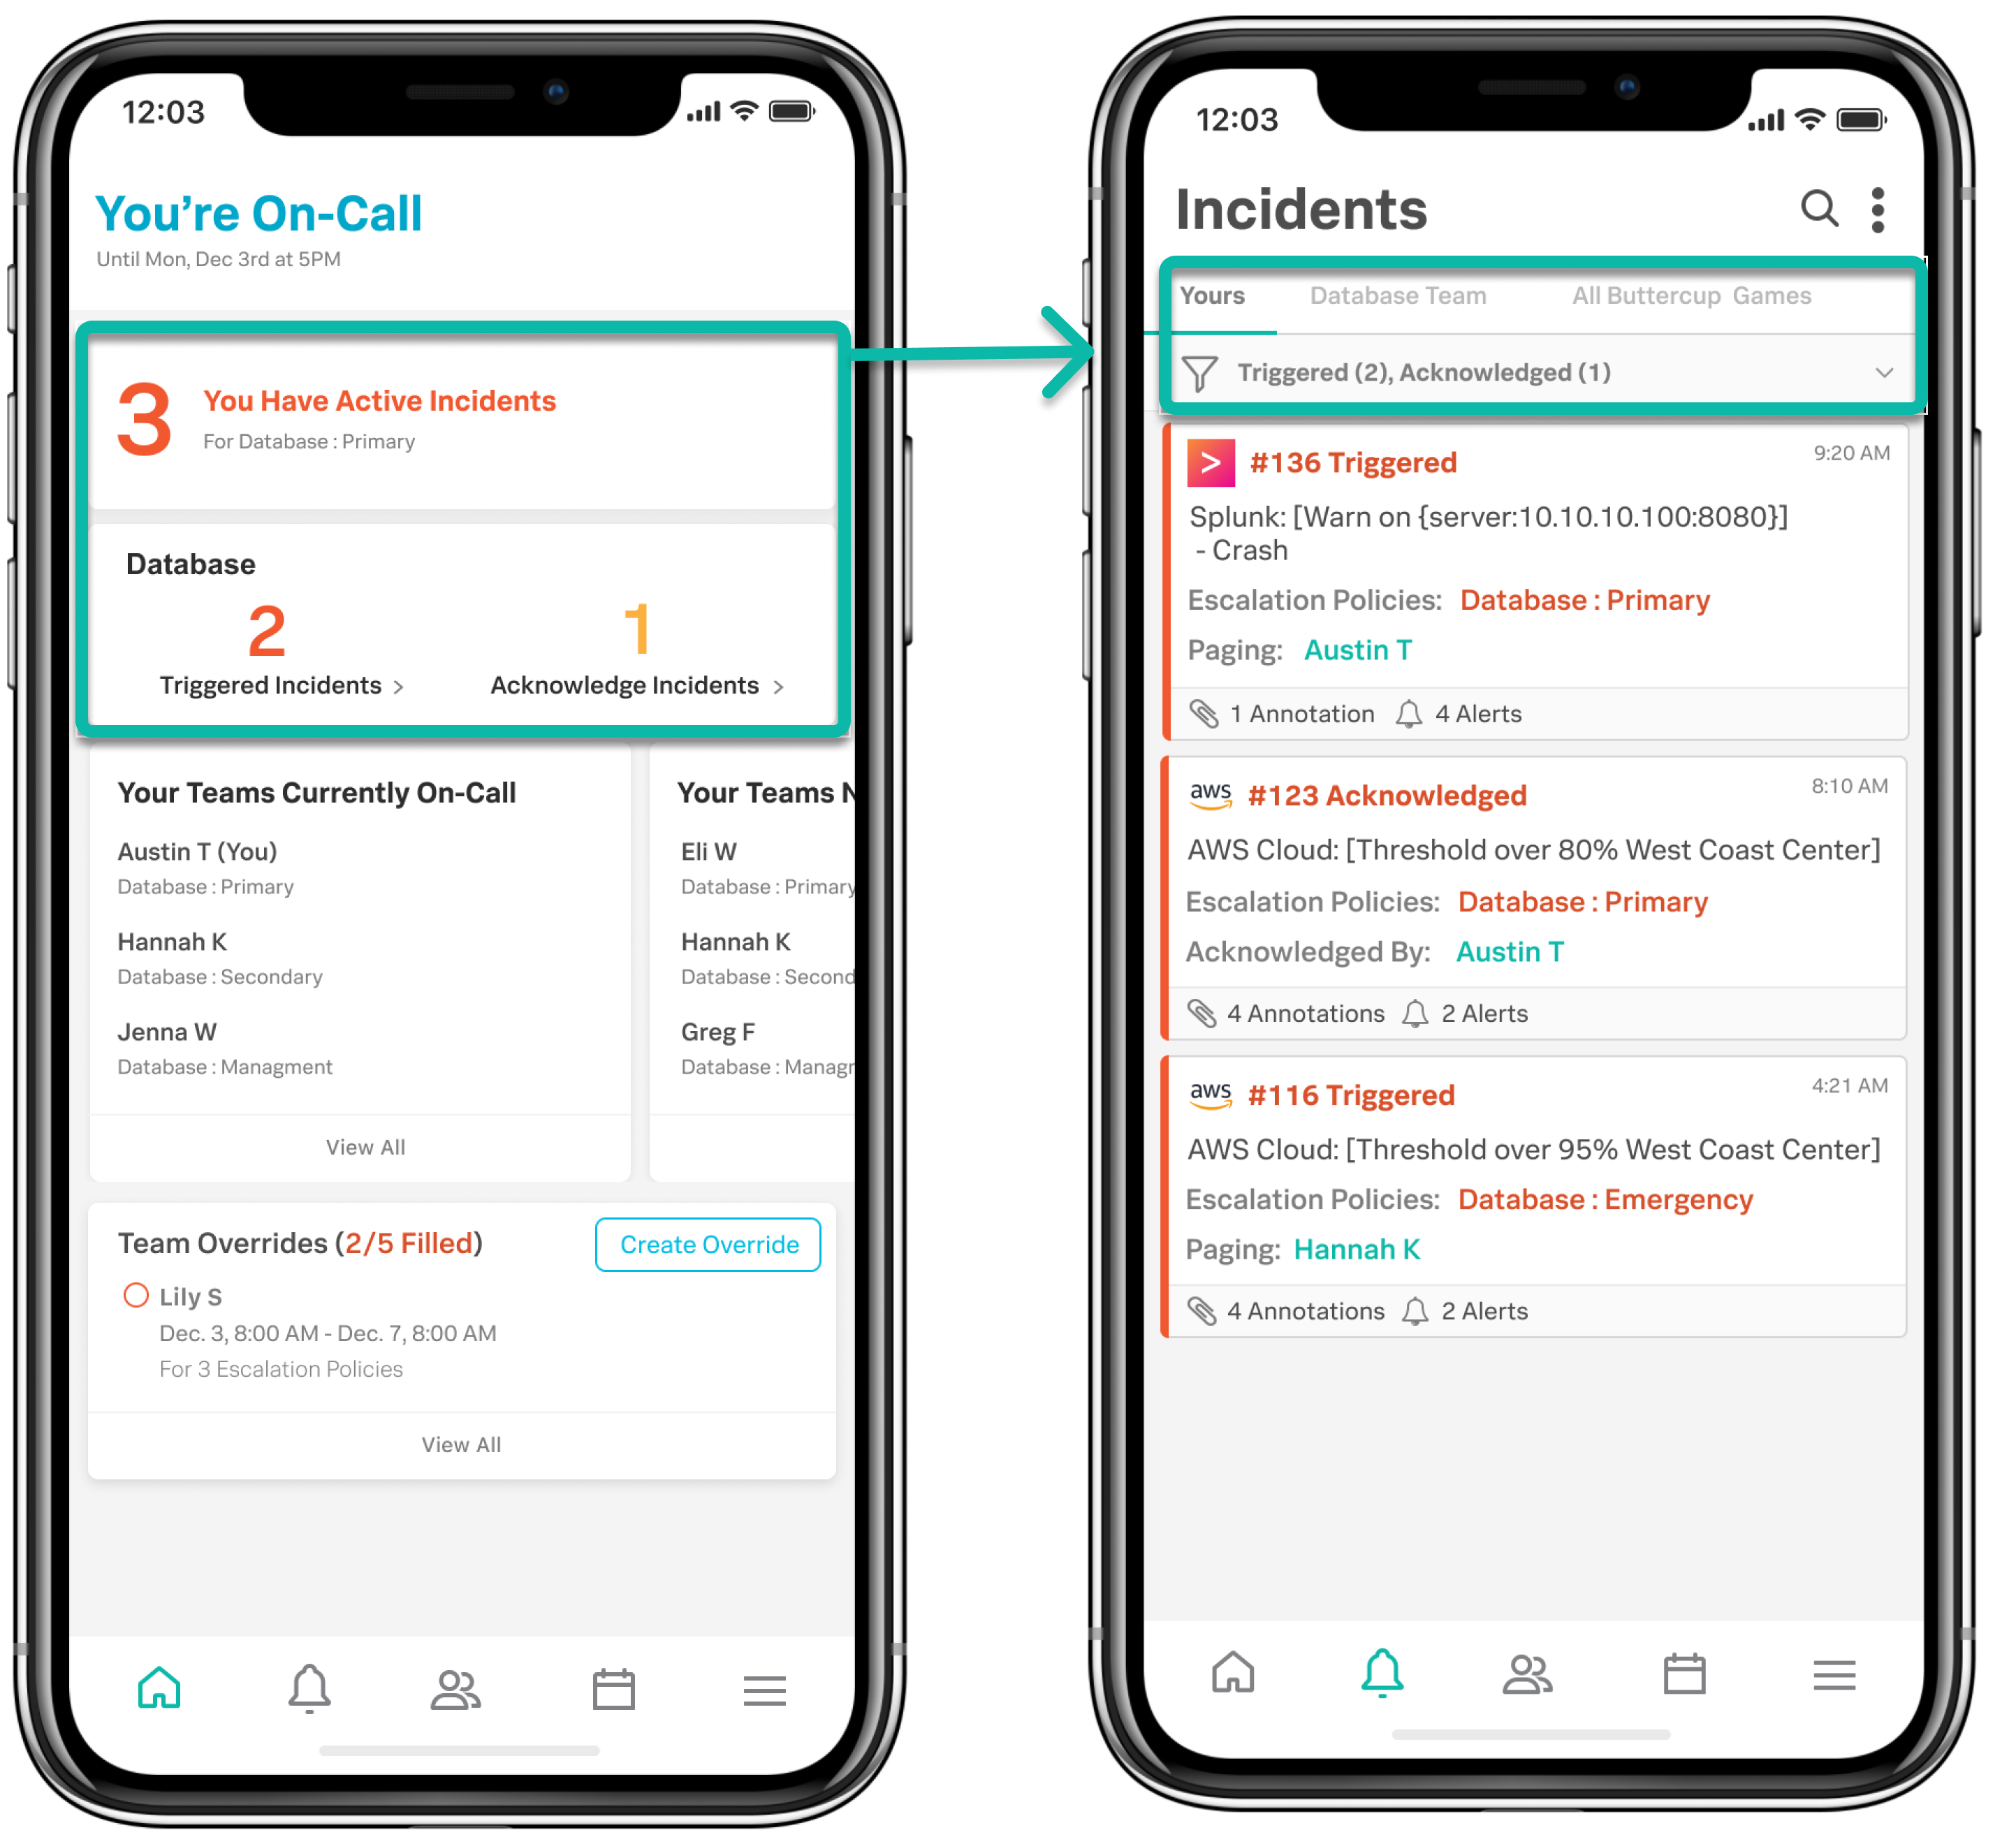 12:03
You’re On-Call
Until Mon, Dec 3rd at 5PM
3
You Have Active Incidents
For Database : Primary
Database
2
1
Triggered Incidents >
Acknowledge Incidents >
Your Teams Currently On-Call
Austin T (You)
Database : Primary
Hannah K
Database : Secondary
Jenna W
Database : Managment
View All
Your Teams N
Eli W
Database : Primary
Hannah K
Database : Second
Greg F
Database : Managr
Team Overrides (2/5 Filled)
Create Override
Lily S
Dec. 3, 8:00 AM - Dec. 7, 8:00 AM
For 3 Escalation Policies
View All
12:03
Incidents
Yours
Database Team
All Buttercup Games
Triggered (2), Acknowledged (1)
> #136 Triggered
9:20 AM
Splunk: [Warn on {server:10.10.10.100:8080}]
- Crash
Escalation Policies: Database : Primary
Paging: Austin T
1 Annotation
4 Alerts
aws #123 Acknowledged
8:10 AM
AWS Cloud: [Threshold over 80% West Coast Center]
Escalation Policies: Database : Primary
Acknowledged By: Austin T
4 Annotations
2 Alerts
aws #116 Triggered
4:21 AM
AWS Cloud: [Threshold over 95% West Coast Center]
Escalation Policies: Database : Emergency
Paging: Hannah K
4 Annotations
2 Alerts